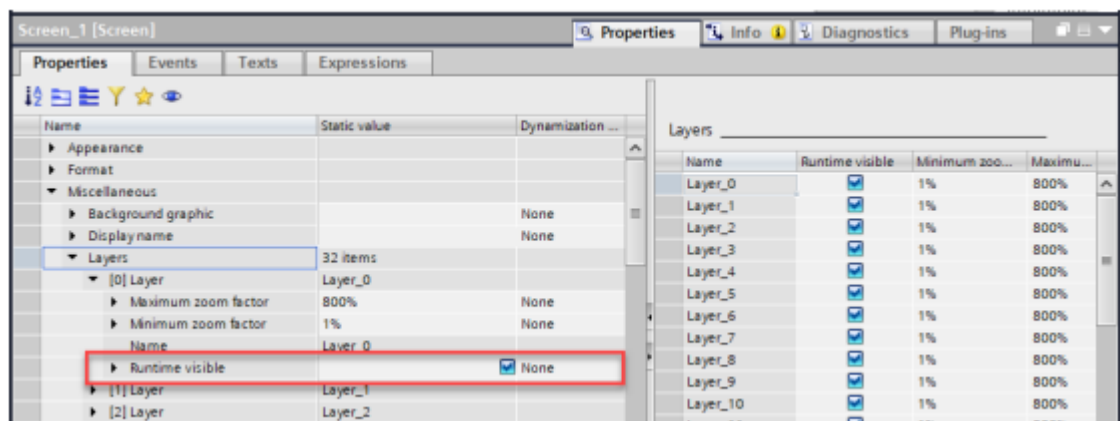 Screen_1 [Screen]
Properties Info Diagnostics Plug-ins
Properties Events Texts Expressions
Name Static value Dynamization ...
Appearance
Format
Miscellaneous
Background graphic None
Display name None
Layers 32 items
[0] Layer Layer_0
Maximum zoom factor 800% None
Minimum zoom factor 1% None
Name Layer_0
Runtime visible None
[1] Layer Layer_1
[2] Layer Layer_2
Layers
Name Runtime visible Minimum zoo... Maximu...
Layer_0 1% 800%
Layer_1 1% 800%
Layer_2 1% 800%
Layer_3 1% 800%
Layer_4 1% 800%
Layer_5 1% 800%
Layer_6 1% 800%
Layer_7 1% 800%
Layer_8 1% 800%
Layer_9 1% 800%
Layer_10 1% 800%